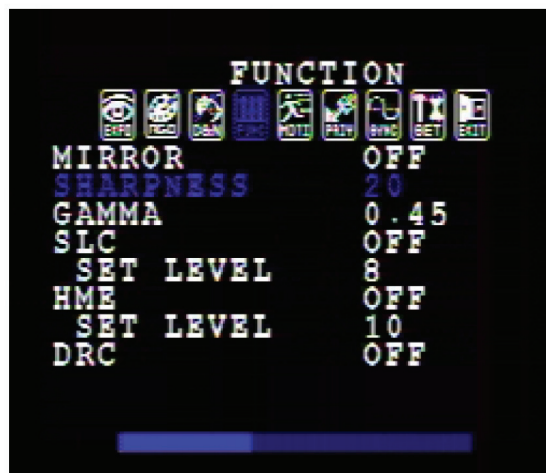 FUNCTION
EXPO AGC D&N FUNC MOTI PRIV SYNC SET EXIT
MIRROR OFF
SHARPNESS 20
GAMMA 0.45
SLC OFF
SET LEVEL 8
HME OFF
SET LEVEL 10
DRC OFF